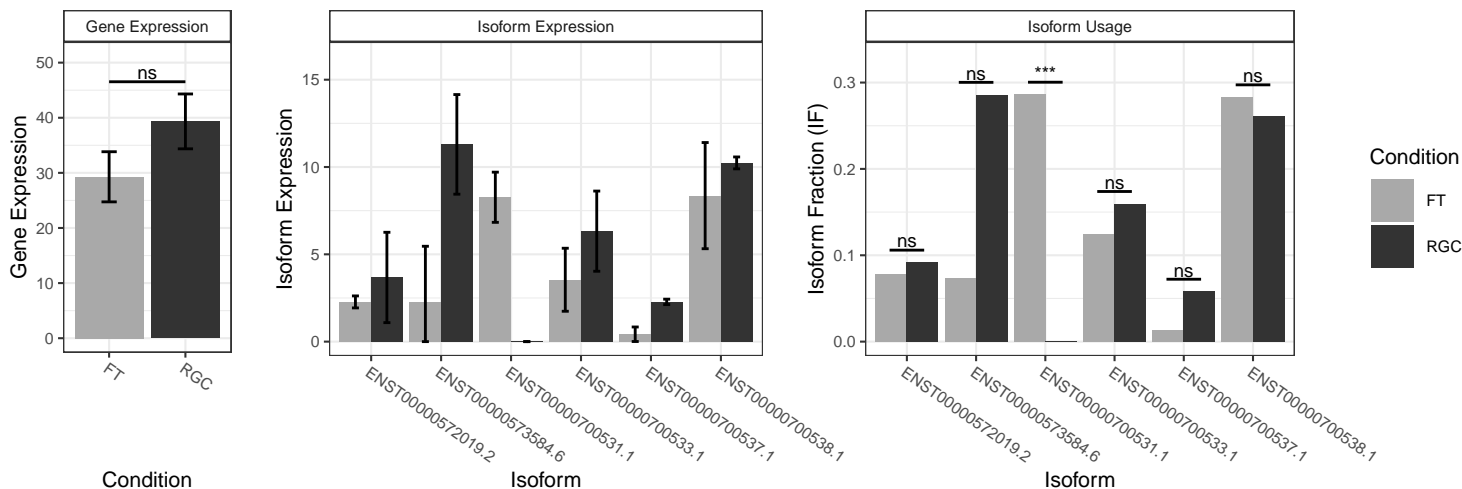 Gene Expression
Gene Expression
50
40
30
20
10
0
ns
FT
RGC
Condition
Isoform Expression
Isoform Expression
15
10
5
0
ENST00000572019.2
ENST00000573584.6
ENST00000700531.1
ENST00000700533.1
ENST00000700537.1
ENST00000700538.1
Isoform
Isoform Usage
Isoform Fraction (IF)
0.3
0.2
0.1
0.0
ns
ns
***
ns
ns
ns
ENST00000572019.2
ENST00000573584.6
ENST00000700531.1
ENST00000700533.1
ENST00000700537.1
ENST00000700538.1
Isoform
Condition
FT
RGC